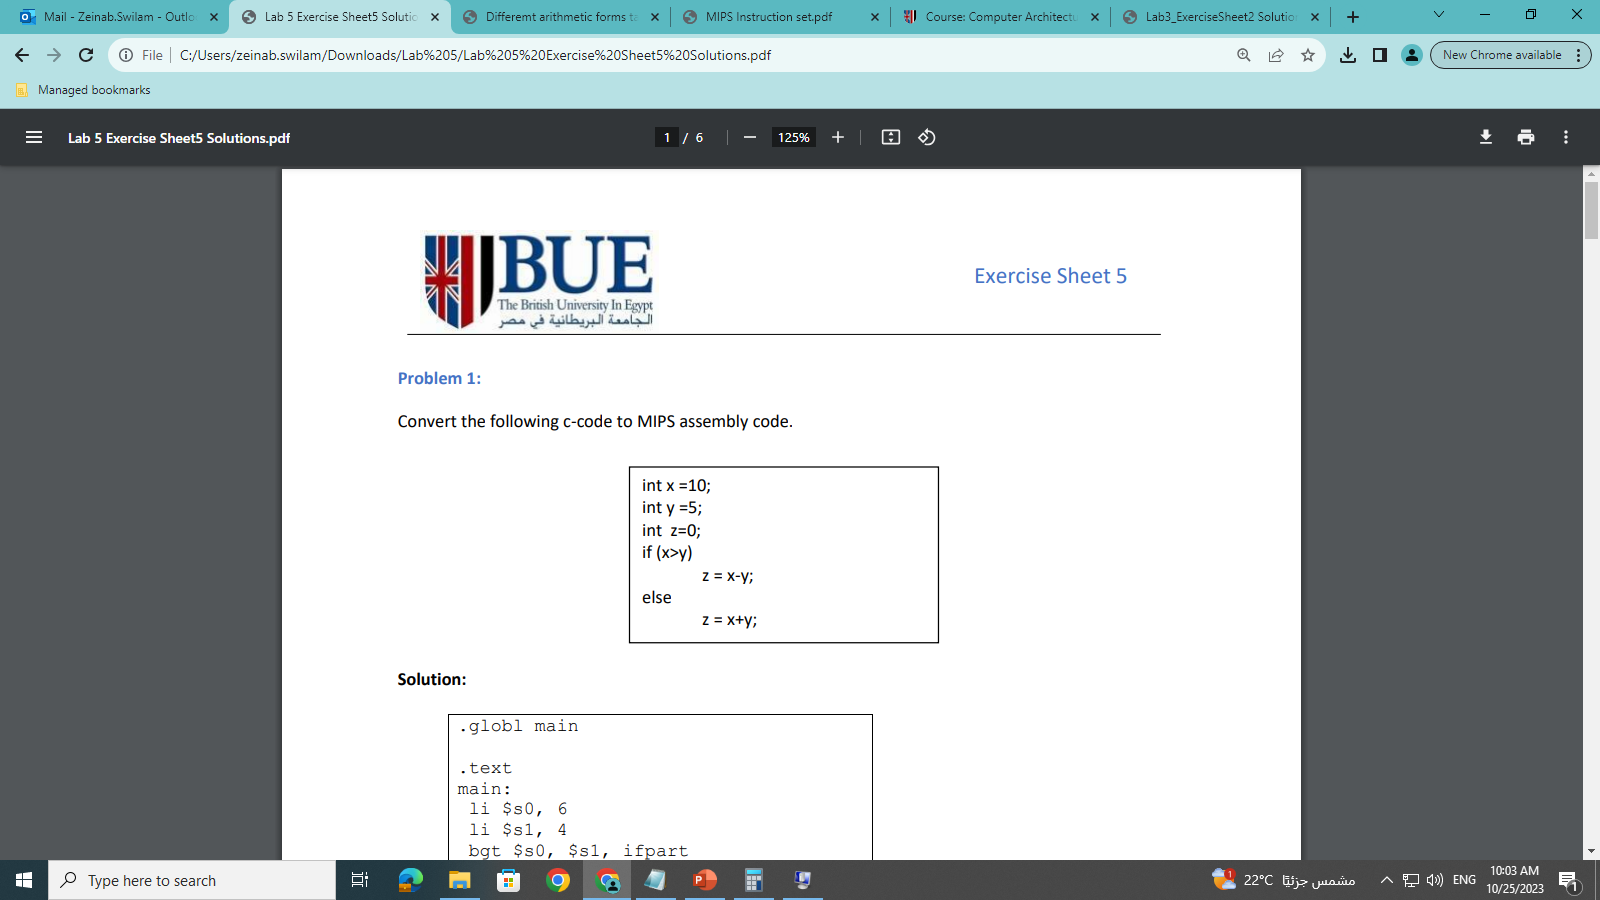 Mail - Zeinab.Swilam - Outlo
Lab 5 Exercise Sheet5 Solutio
Differemt arithmetic forms ta
MIPS Instruction set.pdf
Course: Computer Architectu
Lab3_ExerciseSheet2 Solution
File
C:/Users/zeinab.swilam/Downloads/Lab%205/Lab%205%20Exercise%20Sheet5%20Solutions.pdf
New Chrome available
Managed bookmarks
Lab 5 Exercise Sheet5 Solutions.pdf
1 / 6
125%
BUE
The British University In Egypt
الجامعة البريطانية في مصر
Exercise Sheet 5
Problem 1:
Convert the following c-code to MIPS assembly code.
int x =10;
int y =5;
int z=0;
if (x>y)
z = x-y;
else
z = x+y;
Solution:
.globl main
.text
main:
li $s0, 6
li $s1, 4
bgt $s0, $s1, ifpart
Type here to search
1
22°C
مشمس جزئيًا
ENG
10:03 AM
10/25/2023
1